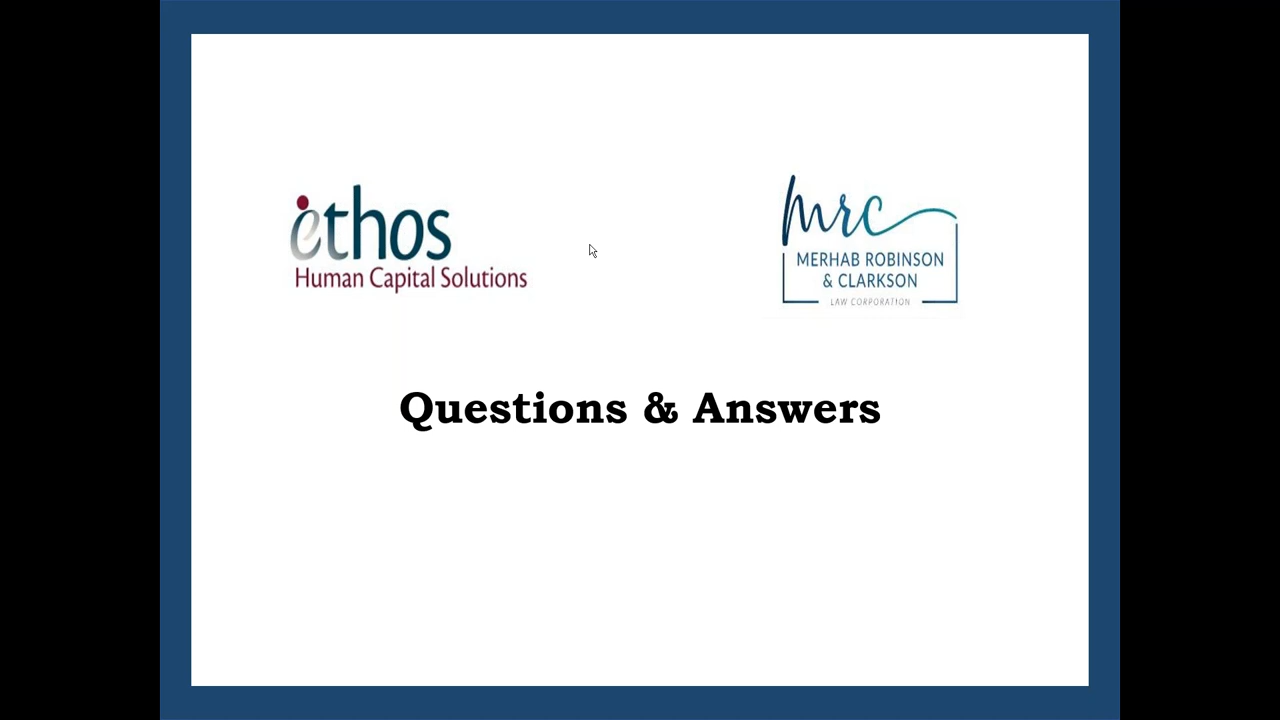 ethos
Human Capital Solutions
mrc
MERHAB ROBINSON
& CLARKSON
LAW CORPORATION
Questions & Answers